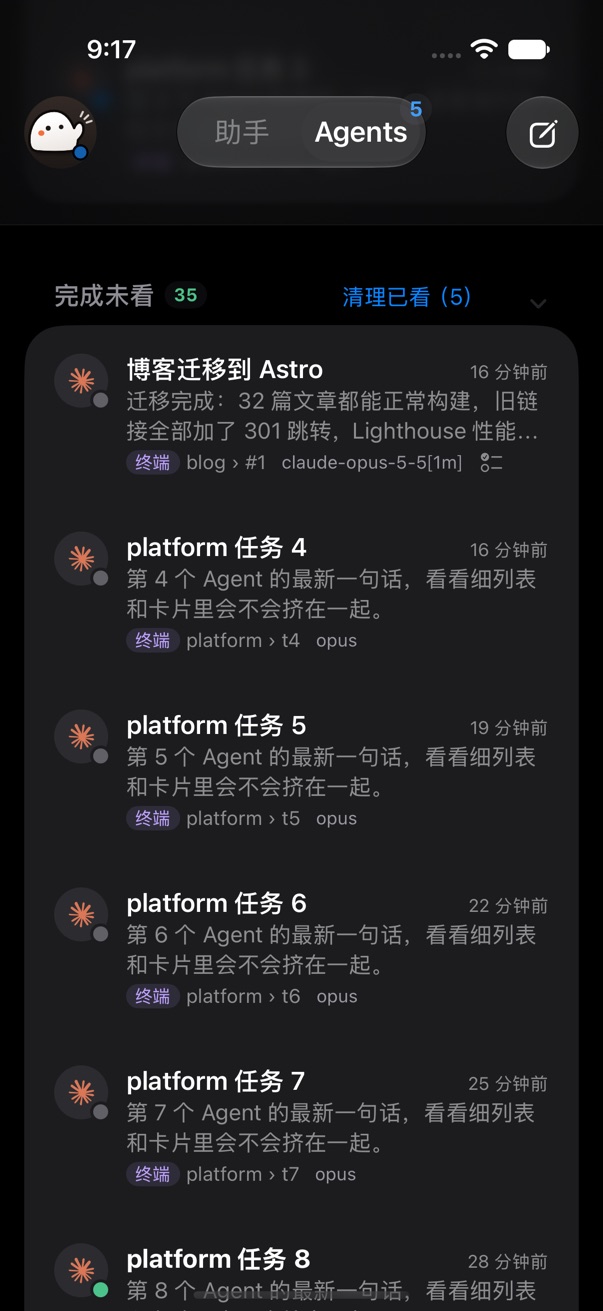 9:17
助手
Agents
5
完成未看 35
清理已看 (5)
博客迁移到 Astro
16 分钟前
迁移完成：32 篇文章都能正常构建，旧链
接全部加了 301 跳转，Lighthouse 性能…
终端 blog › #1 claude-opus-5-5[1m]
platform 任务 4
16 分钟前
第 4 个 Agent 的最新一句话，看看细列表
和卡片里会不会挤在一起。
终端 platform › t4 opus
platform 任务 5
19 分钟前
第 5 个 Agent 的最新一句话，看看细列表
和卡片里会不会挤在一起。
终端 platform › t5 opus
platform 任务 6
22 分钟前
第 6 个 Agent 的最新一句话，看看细列表
和卡片里会不会挤在一起。
终端 platform › t6 opus
platform 任务 7
25 分钟前
第 7 个 Agent 的最新一句话，看看细列表
和卡片里会不会挤在一起。
终端 platform › t7 opus
platform 任务 8
28 分钟前
第 8 个 Agent 的最新一句话，看看细列表